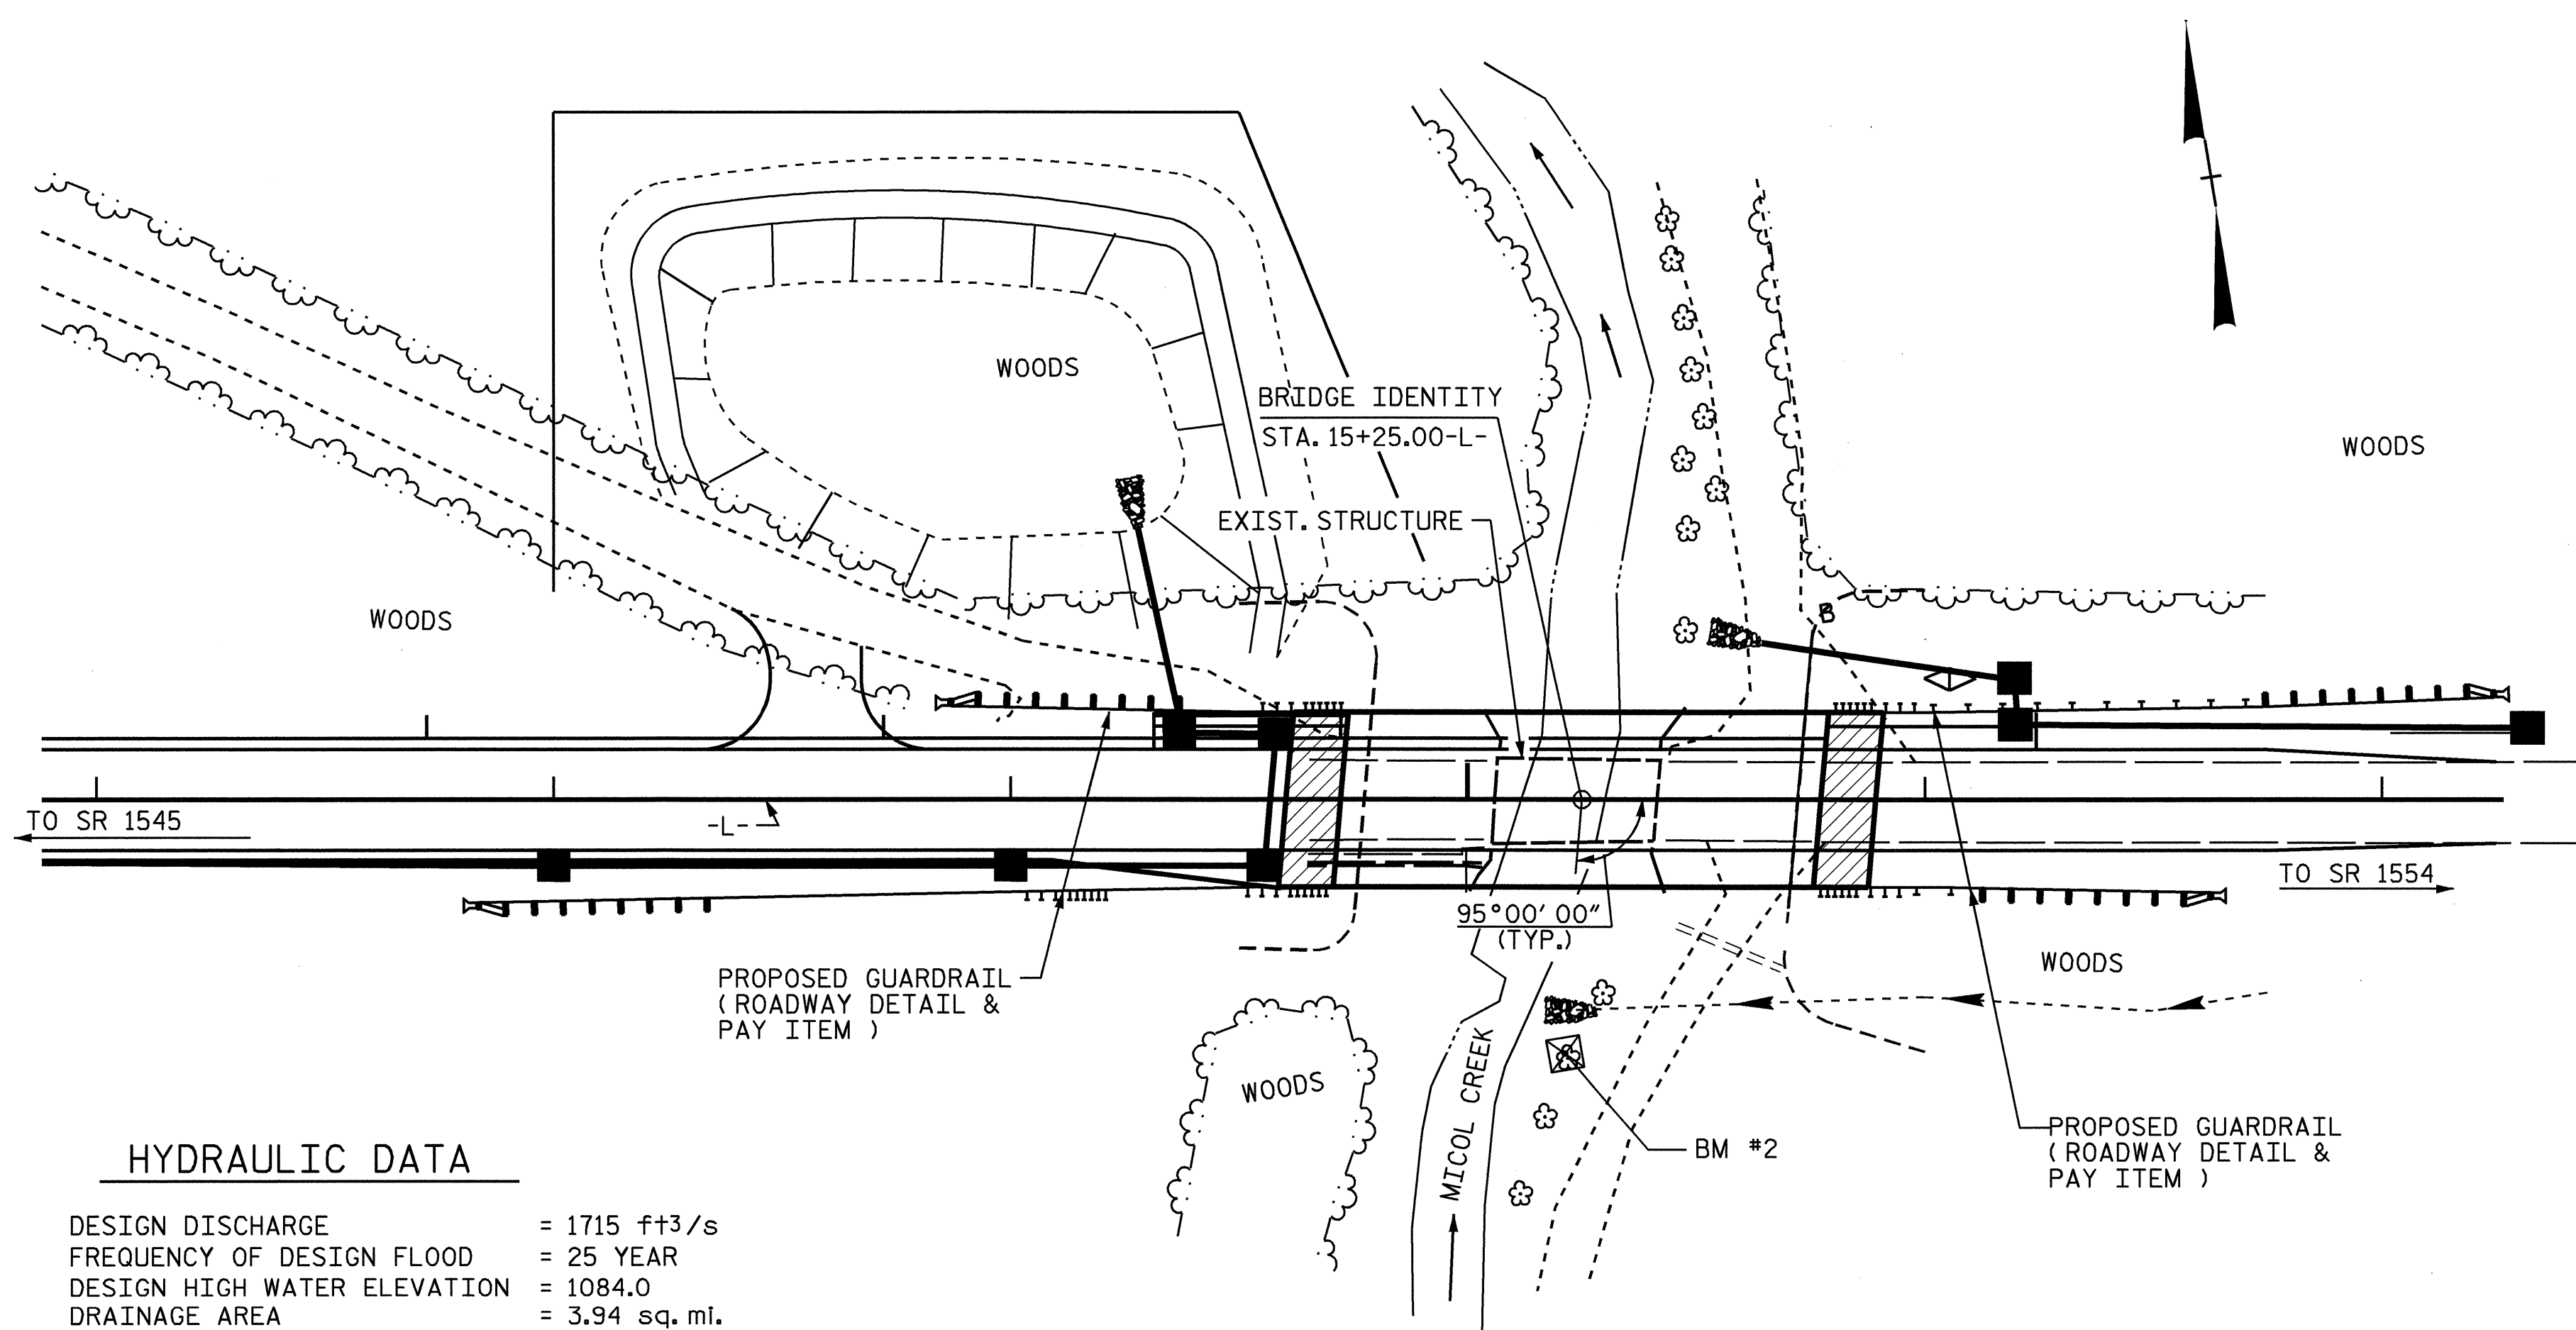 WOODS
BRIDGE IDENTITY
STA. 15+25.00-L-
WOODS
EXIST. STRUCTURE
WOODS
B
TO SR 1545
-L-
TO SR 1554
95°00'00"
(TYP.)
WOODS
PROPOSED GUARDRAIL
(ROADWAY DETAIL &
PAY ITEM )
WOODS
MICOL CREEK
BM #2
PROPOSED GUARDRAIL
(ROADWAY DETAIL &
PAY ITEM )
HYDRAULIC DATA
DESIGN DISCHARGE = 1715 ft³/s
FREQUENCY OF DESIGN FLOOD = 25 YEAR
DESIGN HIGH WATER ELEVATION = 1084.0
DRAINAGE AREA = 3.94 sq. mi.